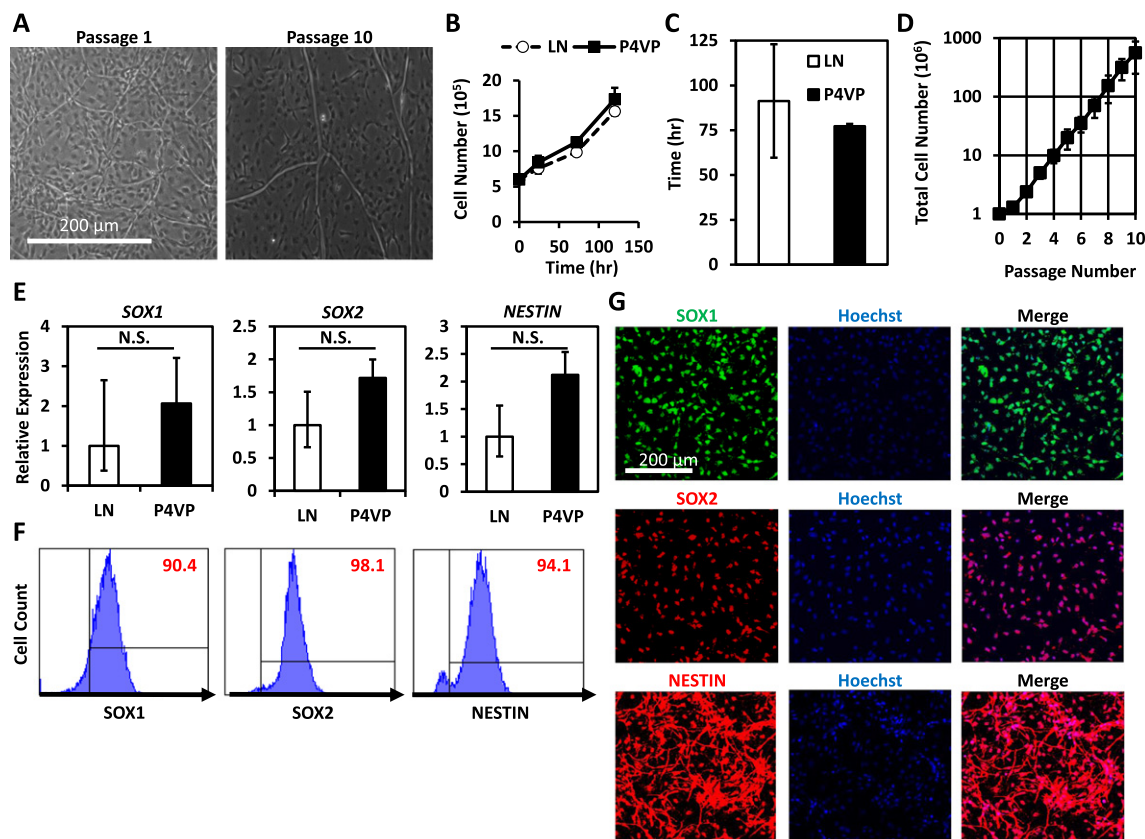 A
Passage 1
Passage 10
200 µm
B
LN
P4VP
Cell Number (10⁵)
20
15
10
5
0
0
50
100
150
Time (hr)
C
Time (hr)
125
100
75
50
25
0
LN
P4VP
D
Total Cell Number (10⁶)
1000
100
10
1
0
2
4
6
8
10
Passage Number
E
Relative Expression
SOX1
4
3
2
1
0
N.S.
LN
P4VP
SOX2
2.5
2
1.5
1
0.5
0
N.S.
LN
P4VP
NESTIN
3
2.5
2
1.5
1
0.5
0
N.S.
LN
P4VP
F
Cell Count
90.4
SOX1
98.1
SOX2
94.1
NESTIN
G
SOX1
Hoechst
Merge
200 µm
SOX2
Hoechst
Merge
NESTIN
Hoechst
Merge